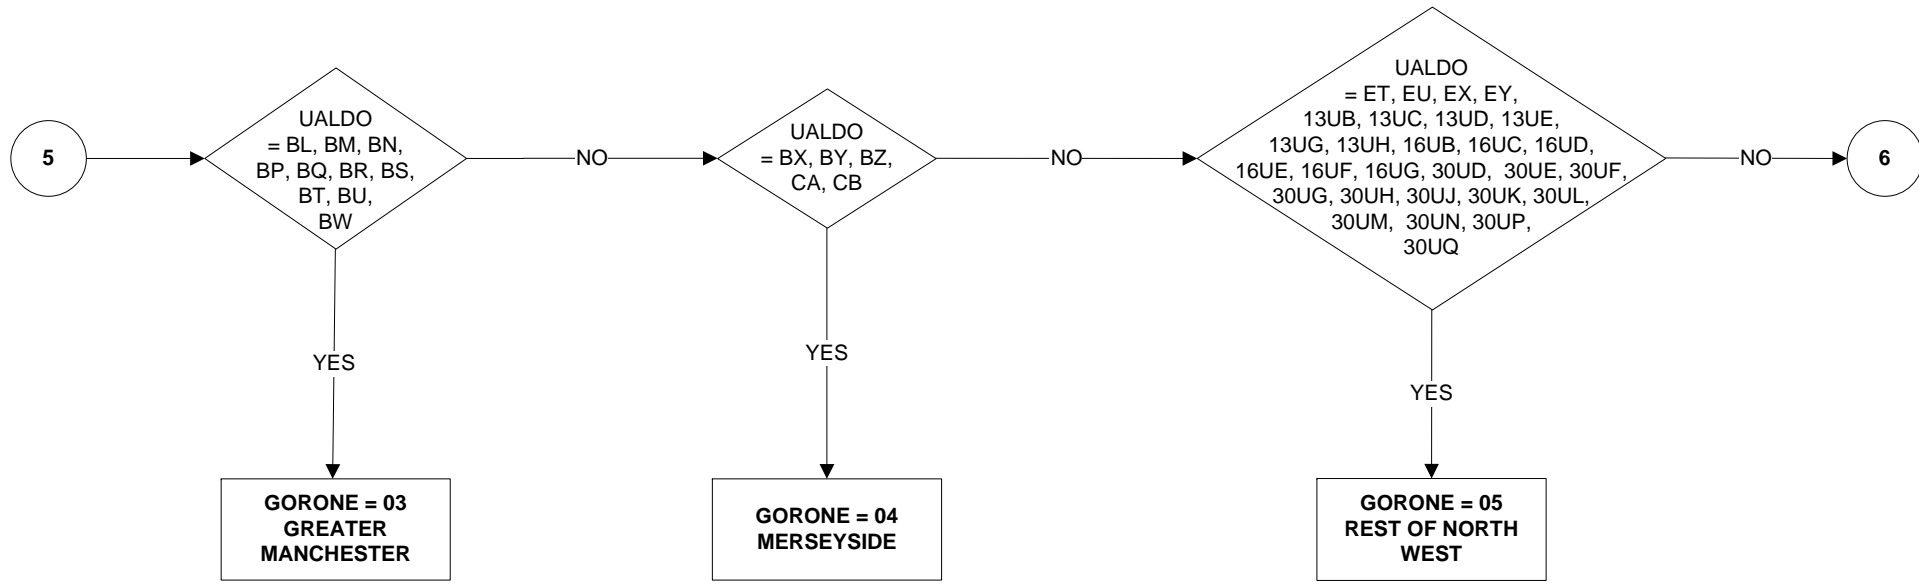 5
UALDO
= BL, BM, BN,
BP, BQ, BR, BS,
BT, BU,
BW
NO
UALDO
= BX, BY, BZ,
CA, CB
NO
UALDO
= ET, EU, EX, EY,
13UB, 13UC, 13UD, 13UE,
13UG, 13UH, 16UB, 16UC, 16UD,
16UE, 16UF, 16UG, 30UD, 30UE, 30UF,
30UG, 30UH, 30UJ, 30UK, 30UL,
30UM, 30UN, 30UP,
30UQ
NO
6
YES
YES
YES
GORONE = 03
GREATER
MANCHESTER
GORONE = 04
MERSEYSIDE
GORONE = 05
REST OF NORTH
WEST